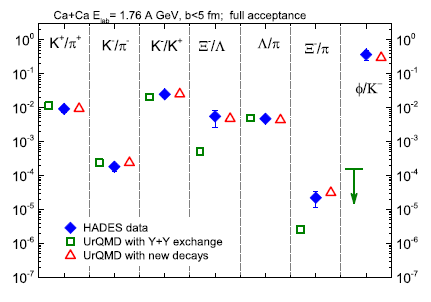 Ca+Ca E_lab = 1.76 A GeV, b<5 fm; full acceptance
K⁺/π⁺ K⁻/π⁻ K⁻/K⁺ Ξ⁻/Λ Λ/π Ξ⁻/π
ϕ/K⁻
10⁰ 10⁰
10⁻¹ 10⁻¹
10⁻² 10⁻²
10⁻³ 10⁻³
10⁻⁴ 10⁻⁴
10⁻⁵ 10⁻⁵
10⁻⁶ 10⁻⁶
10⁻⁷ 10⁻⁷
HADES data
UrQMD with Y+Y exchange
UrQMD with new decays